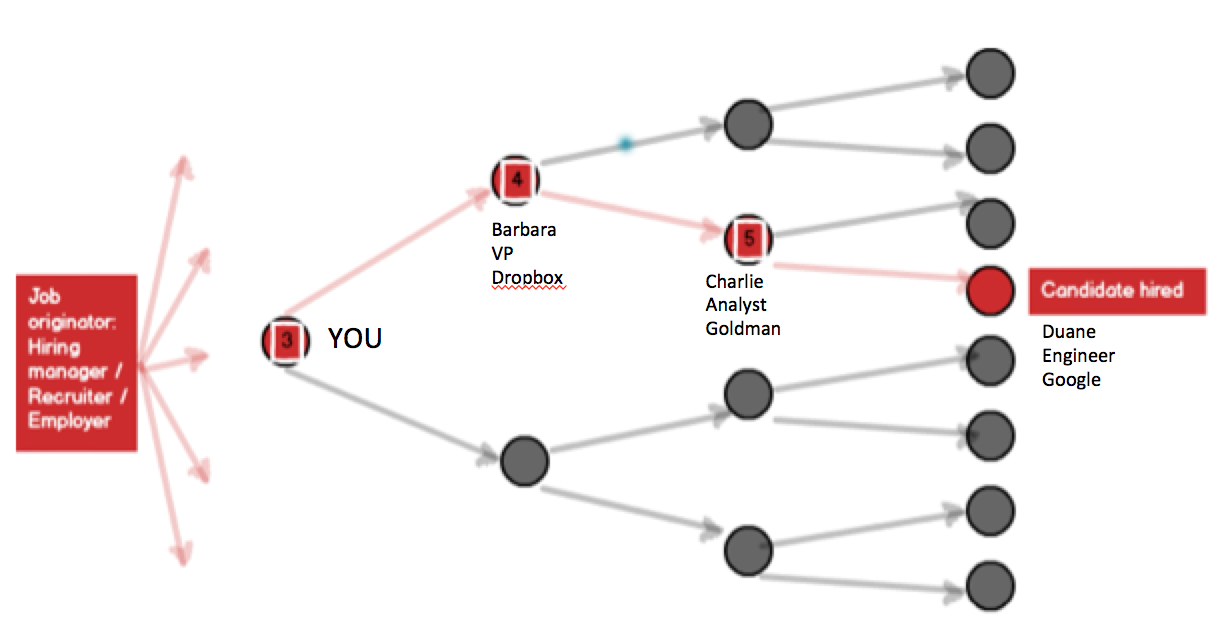 Job
originator:
Hiring
manager /
Recruiter /
Employer
3
YOU
4
Barbara
VP
Dropbox
5
Charlie
Analyst
Goldman
Candidate hired
Duane
Engineer
Google